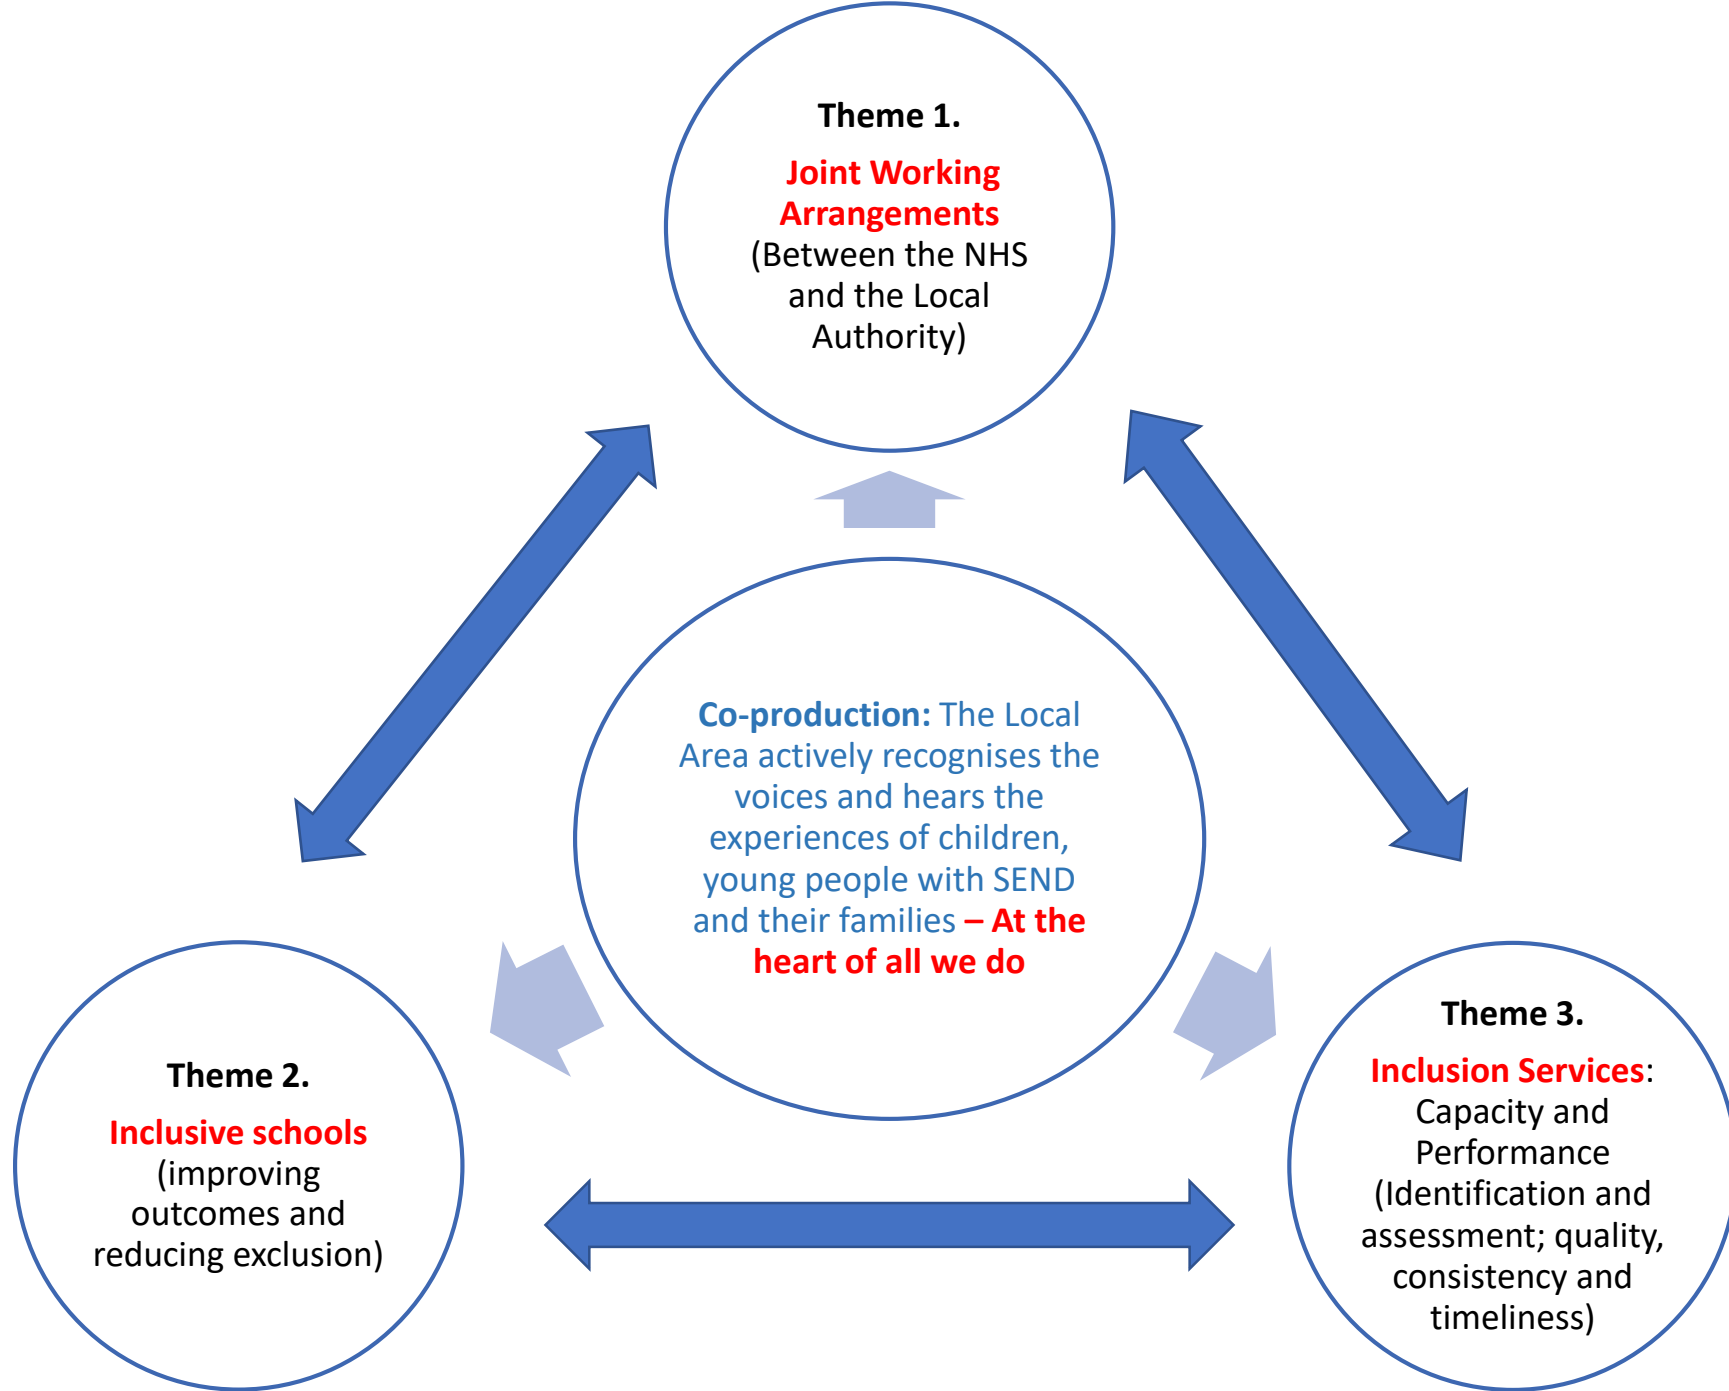 Theme 1.
Joint Working
Arrangements
(Between the NHS
and the Local
Authority)
Co-production: The Local
Area actively recognises the
voices and hears the
experiences of children,
young people with SEND
and their families – At the
heart of all we do
Theme 2.
Inclusive schools
(improving
outcomes and
reducing exclusion)
Theme 3.
Inclusion Services:
Capacity and
Performance
(Identification and
assessment; quality,
consistency and
timeliness)